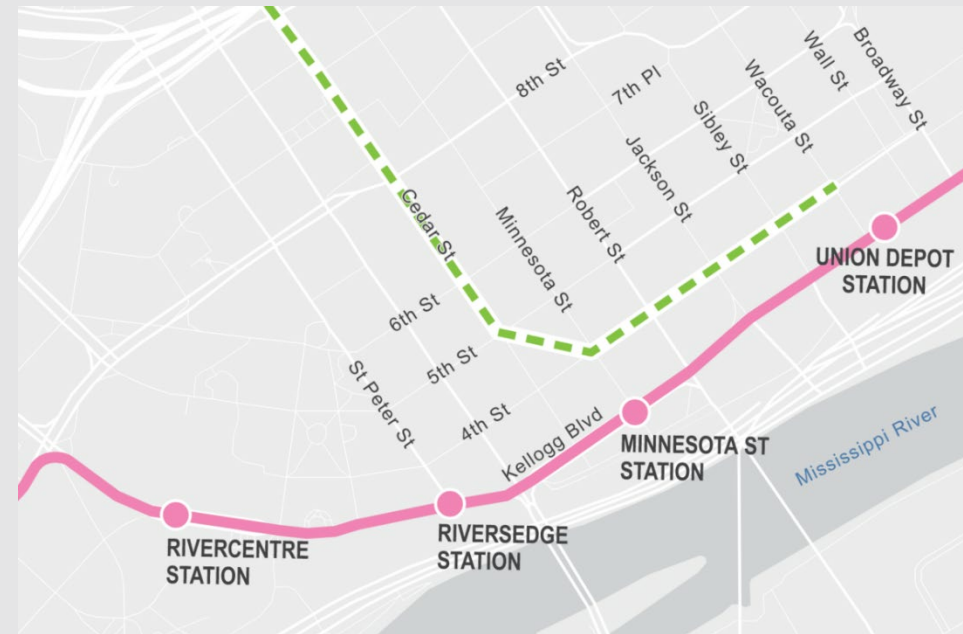 Broadway St
Wall St
Wacouta St
7th Pl
8th St
Sibley St
Jackson St
Robert St
Cedar St
Minnesota St
UNION DEPOT
STATION
6th St
5th St
St Peter St
4th St
Kellogg Blvd
MINNESOTA ST
STATION
Mississippi River
RIVERSEDGE
STATION
RIVERCENTRE
STATION